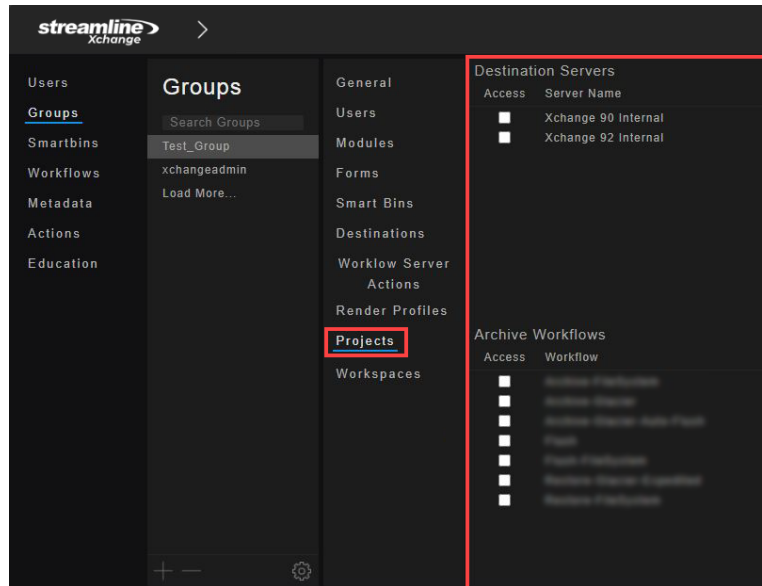 streamline
Xchange
Users
Groups
Smartbins
Workflows
Metadata
Actions
Education
Groups
Search Groups
Test_Group
xchangeadmin
Load More...
General
Users
Modules
Forms
Smart Bins
Destinations
Worklow Server
Actions
Render Profiles
Projects
Workspaces
Destination Servers
Access Server Name
Xchange 90 Internal
Xchange 92 Internal
Archive Workflows
Access Workflow